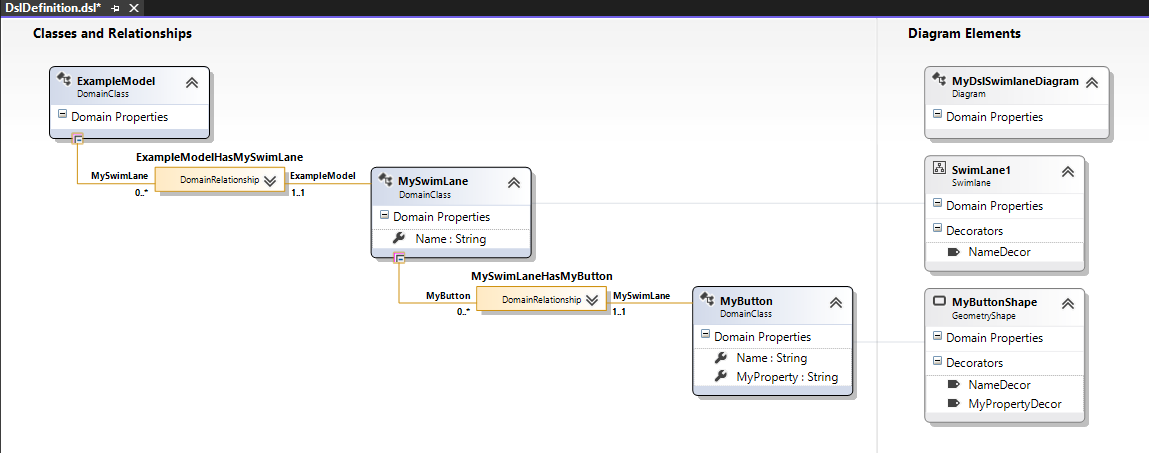 DslDefinition.dsl*
Classes and Relationships
Diagram Elements
ExampleModel
DomainClass
Domain Properties
ExampleModelHasMySwimLane
MySwimLane
0..*
DomainRelationship
ExampleModel
1..1
MySwimLane
DomainClass
Domain Properties
Name : String
MySwimLaneHasMyButton
MyButton
0..*
DomainRelationship
MySwimLane
1..1
MyButton
DomainClass
Domain Properties
Name : String
MyProperty : String
MyDslSwimlaneDiagram
Diagram
Domain Properties
SwimLane1
Swimlane
Domain Properties
Decorators
NameDecor
MyButtonShape
GeometryShape
Domain Properties
Decorators
NameDecor
MyPropertyDecor